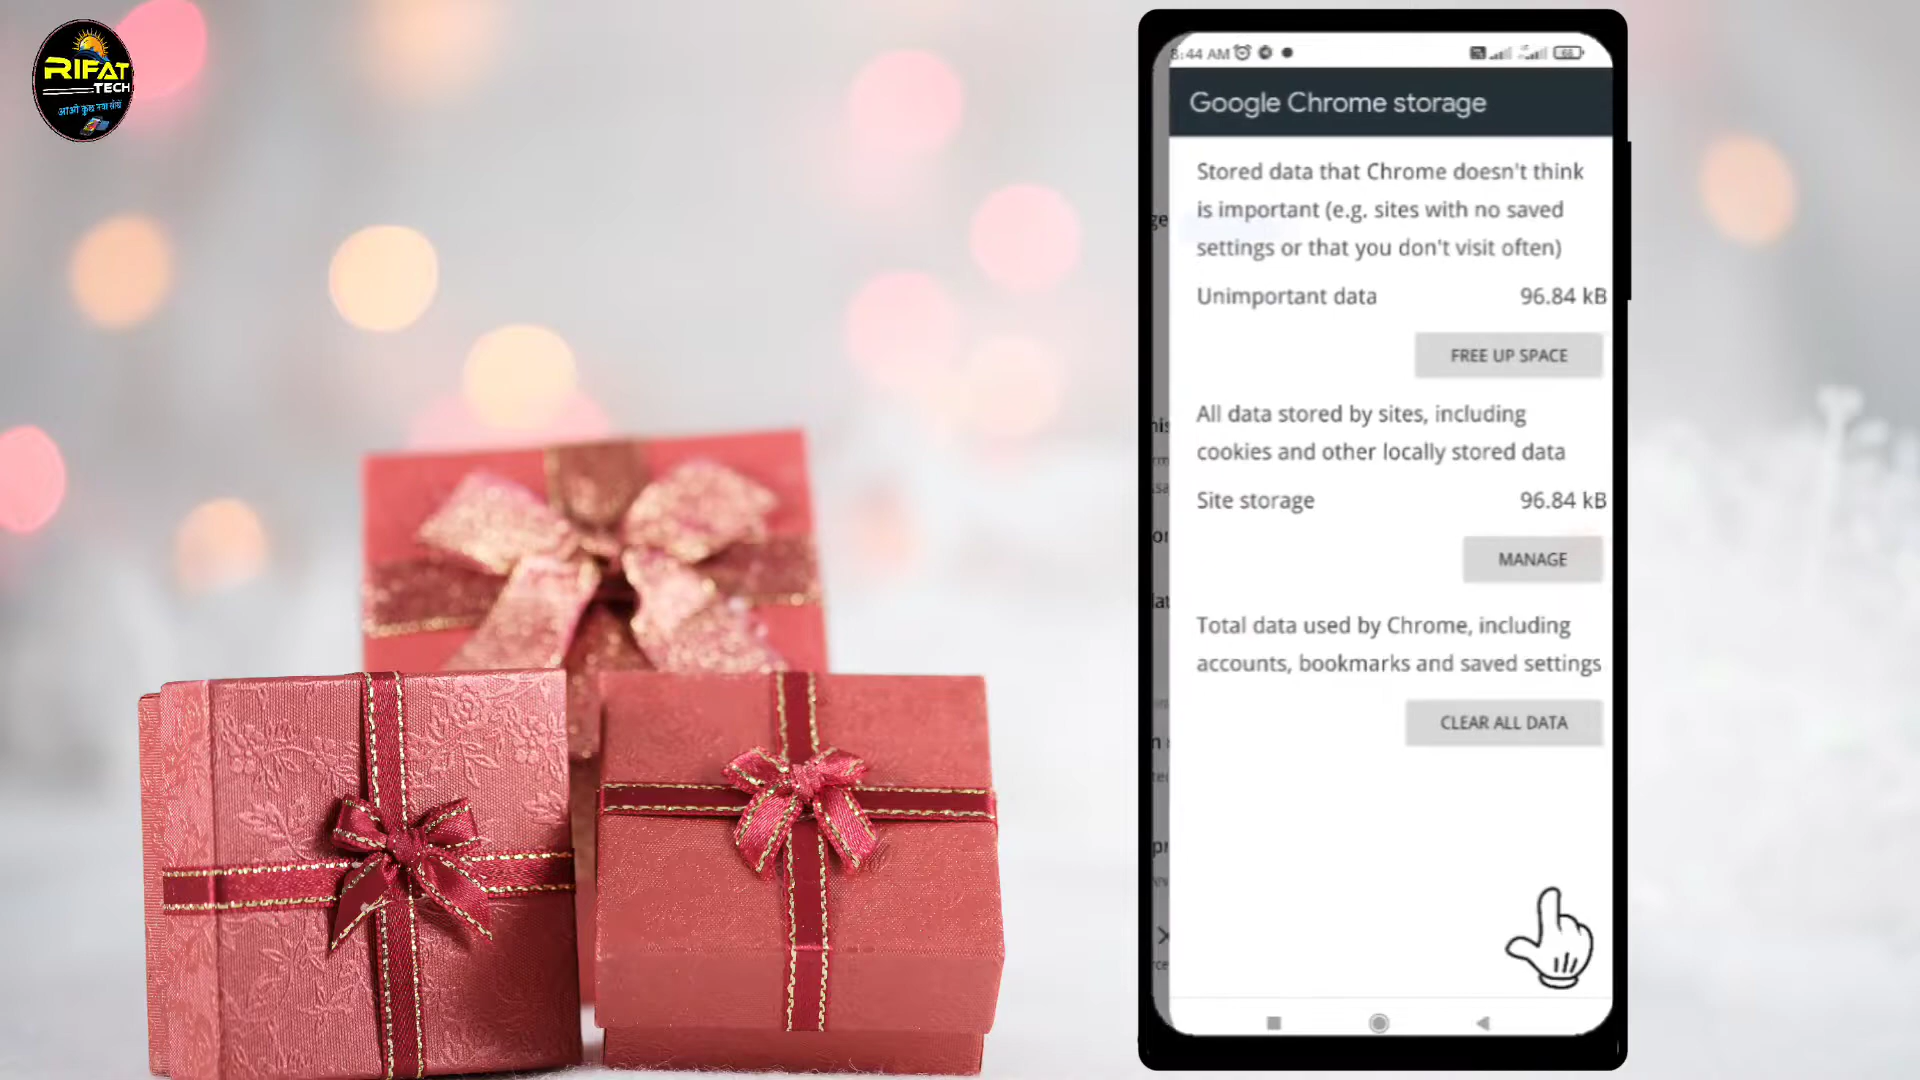 RIFAT
TECH
आओ कुछ नया सीखें
8:44 AM
66
Google Chrome storage
Stored data that Chrome doesn't think
is important (e.g. sites with no saved
settings or that you don't visit often)
Unimportant data 96.84 kB
FREE UP SPACE
All data stored by sites, including
cookies and other locally stored data
Site storage 96.84 kB
MANAGE
Total data used by Chrome, including
accounts, bookmarks and saved settings
CLEAR ALL DATA